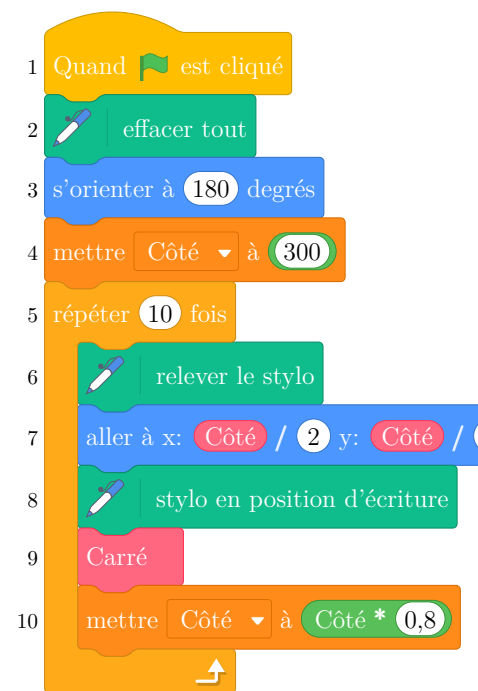 1 Quand est cliqué
2 effacer tout
3 s'orienter à 180 degrés
4 mettre Côté à 300
5 répéter 10 fois
6 relever le stylo
7 aller à x: Côté / 2 y: Côté /
8 stylo en position d'écriture
9 Carré
10 mettre Côté à Côté * 0,8